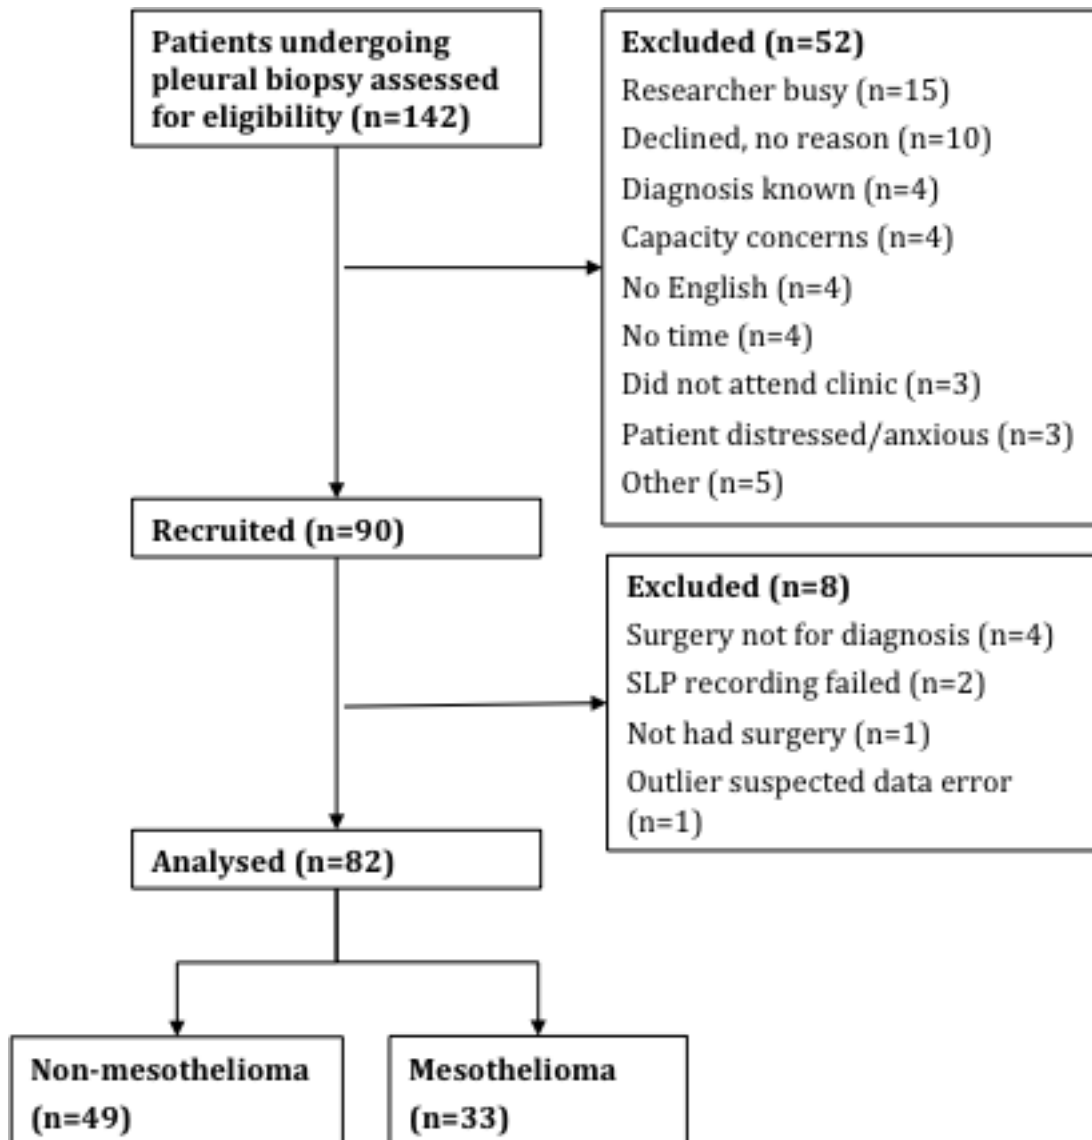 Patients undergoing
pleural biopsy assessed
for eligibility (n=142)
Excluded (n=52)
Researcher busy (n=15)
Declined, no reason (n=10)
Diagnosis known (n=4)
Capacity concerns (n=4)
No English (n=4)
No time (n=4)
Did not attend clinic (n=3)
Patient distressed/anxious (n=3)
Other (n=5)
Recruited (n=90)
Excluded (n=8)
Surgery not for diagnosis (n=4)
SLP recording failed (n=2)
Not had surgery (n=1)
Outlier suspected data error
(n=1)
Analysed (n=82)
Non-mesothelioma
(n=49)
Mesothelioma
(n=33)